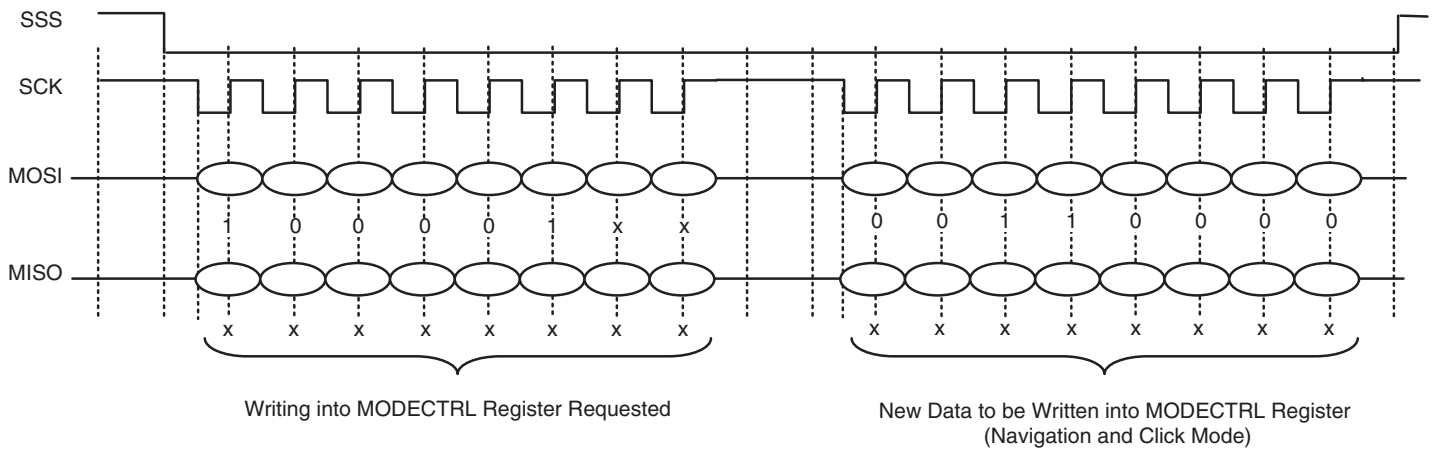 SSS
SCK
MOSI
1 0 0 0 0 1 x x 0 0 1 1 0 0 0 0
MISO
x x x x x x x x x x x x x x x x
Writing into MODECTRL Register Requested
New Data to be Written into MODECTRL Register
(Navigation and Click Mode)